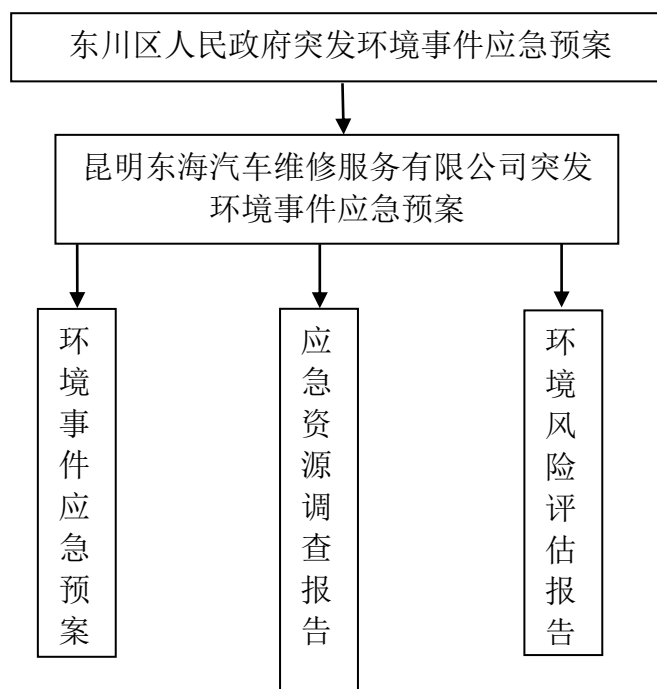 东川区人民政府突发环境事件应急预案
昆明东海汽车维修服务有限公司突发
环境事件应急预案
环境事件应急预案
应急资源调查报告
环境风险评估报告